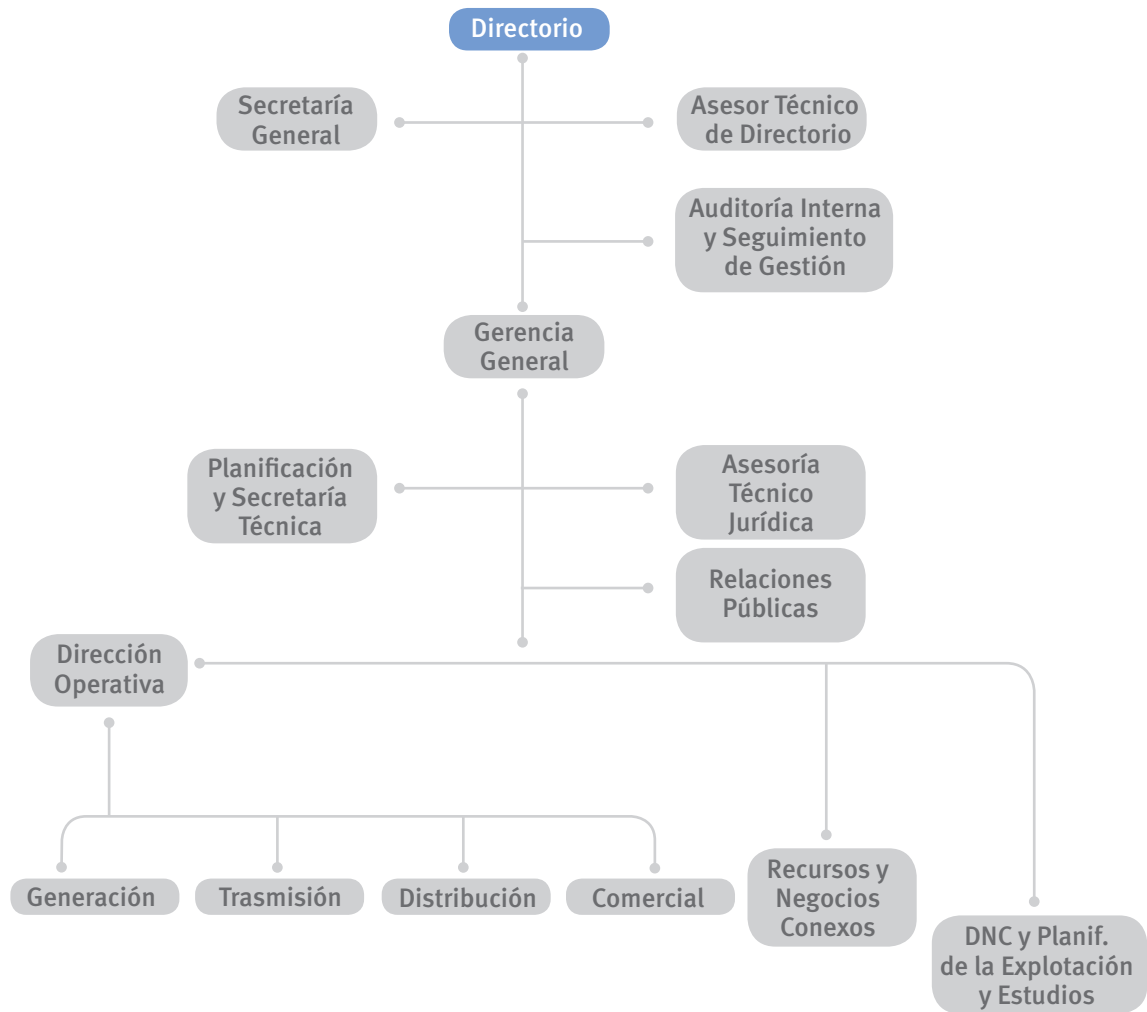 Directorio
Secretaría
General
Asesor Técnico
de Directorio
Auditoría Interna
y Seguimiento
de Gestión
Gerencia
General
Planificación
y Secretaría
Técnica
Asesoría
Técnico
Jurídica
Relaciones
Públicas
Dirección
Operativa
Generación
Trasmisión
Distribución
Comercial
Recursos y
Negocios
Conexos
DNC y Planif.
de la Explotación
y Estudios